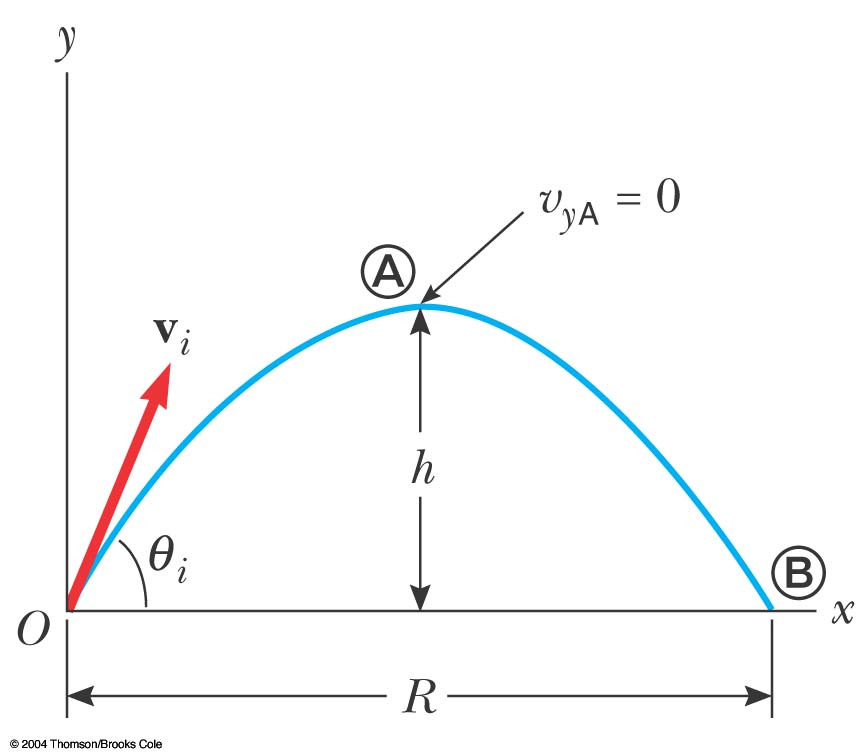 y
v_yA = 0
A
v_i
h
θ_i
B
O
x
R
© 2004 Thomson/Brooks Cole